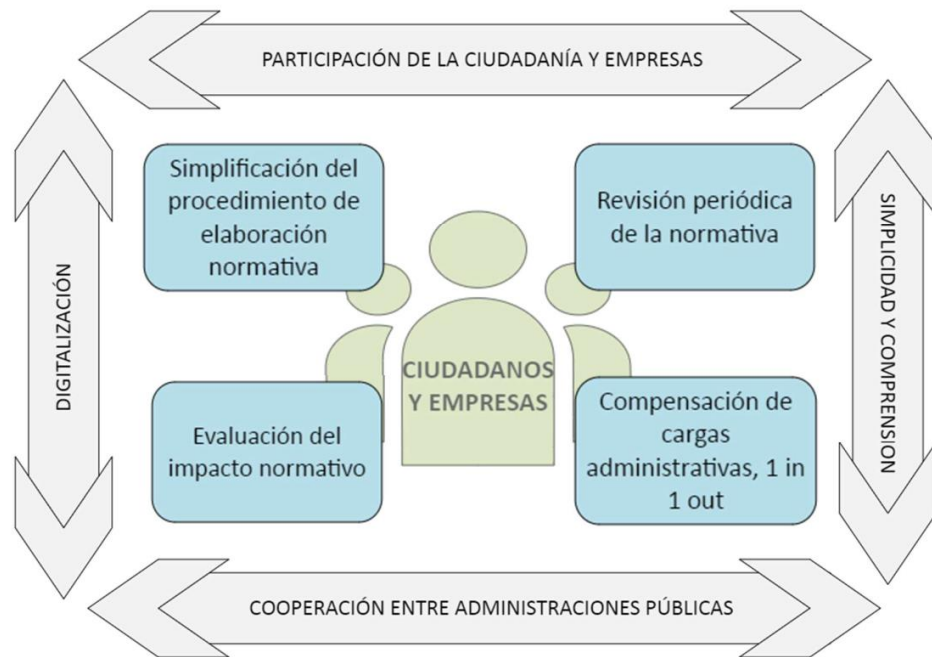 PARTICIPACIÓN DE LA CIUDADANÍA Y EMPRESAS
Simplificación del
procedimiento de
elaboración
normativa
Revisión periódica
de la normativa
DIGITALIZACIÓN
SIMPLICIDAD Y COMPRENSION
CIUDADANOS
Y EMPRESAS
Evaluación del
impacto normativo
Compensación de
cargas
administrativas, 1 in
1 out
COOPERACIÓN ENTRE ADMINISTRACIONES PÚBLICAS